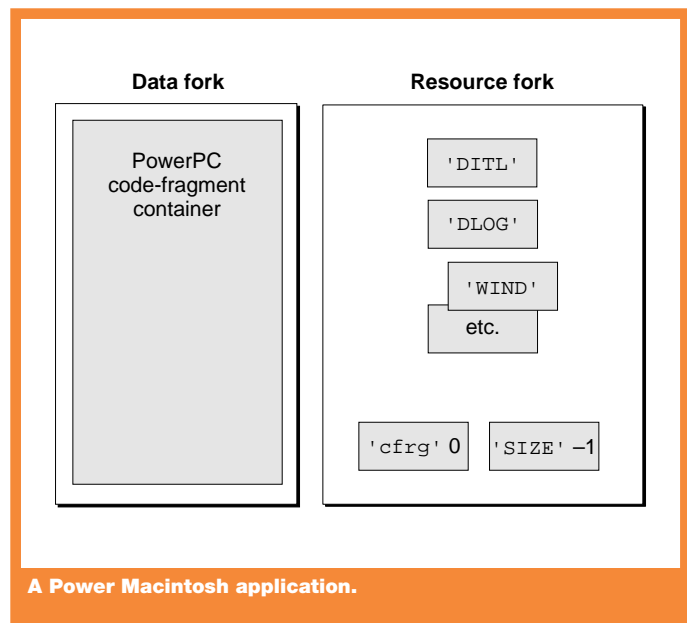 Data fork
Resource fork
PowerPC
code-fragment
container
'DITL'
'DLOG'
'WIND'
etc.
'cfrg' 0
'SIZE' –1
A Power Macintosh application.